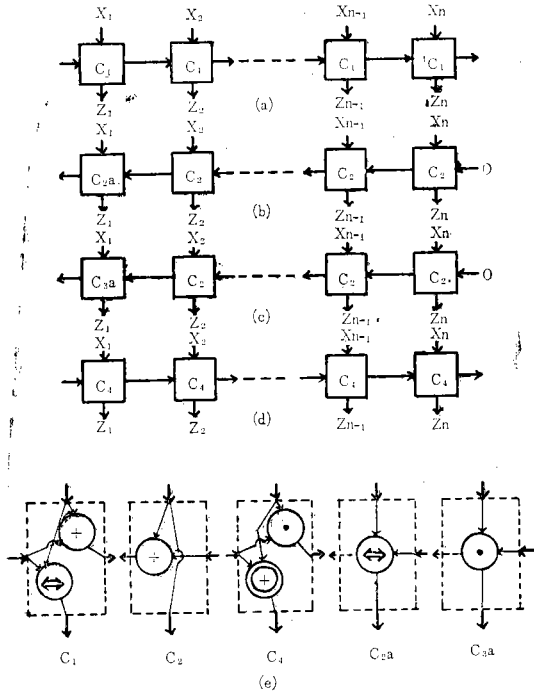 X₁ X₂ Xn-1 Xn
C₁ C₁ C₁ C₁
Z₁ Z₂ Zn-1 Zn
(a)
X₁ X₂ Xn-1 Xn
C₂a C₂ C₂ C₂ O
Z₁ Z₂ Zn-1 Zn
(b)
X₁ X₂ Xn-1 Xn
C₃a C₂ C₂ C₂ O
Z₁ Z₂ Zn-1 Zn
(c)
X₁ X₂ Xn-1 Xn
C₄ C₄ C₄ C₄
Z₁ Z₂ Zn-1 Zn
(d)
+ ⇔ + • + ⇔ •
C₁ C₂ C₄ C₂a C₃a
(e)